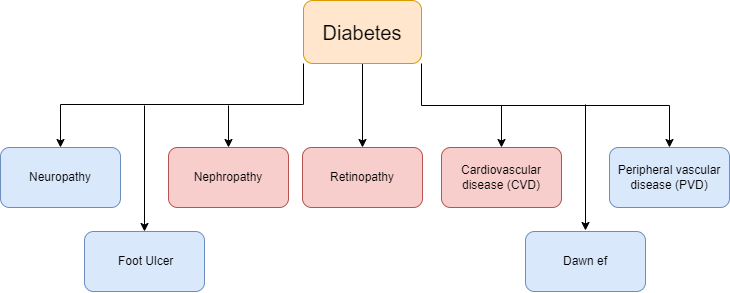 Diabetes
Neuropathy
Nephropathy
Retinopathy
Cardiovascular
disease (CVD)
Peripheral vascular
disease (PVD)
Foot Ulcer
Dawn ef